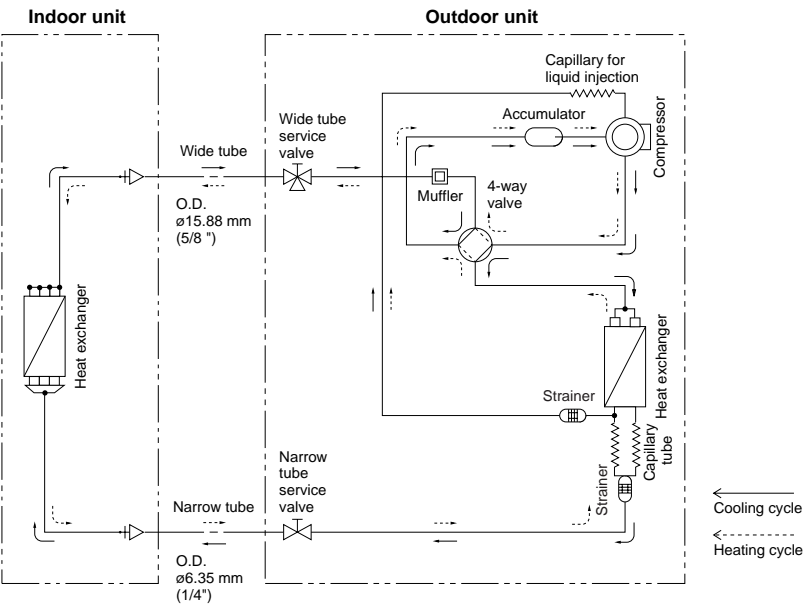 Indoor unit
Outdoor unit
Capillary for
liquid injection
Accumulator
Compressor
Wide tube
service
valve
Wide tube
O.D.
ø15.88 mm
(5/8 ")
Muffler
4-way
valve
Heat exchanger
Heat exchanger
Strainer
Capillary
tube
Strainer
Narrow
tube
service
valve
Narrow tube
O.D.
ø6.35 mm
(1/4")
Cooling cycle
Heating cycle